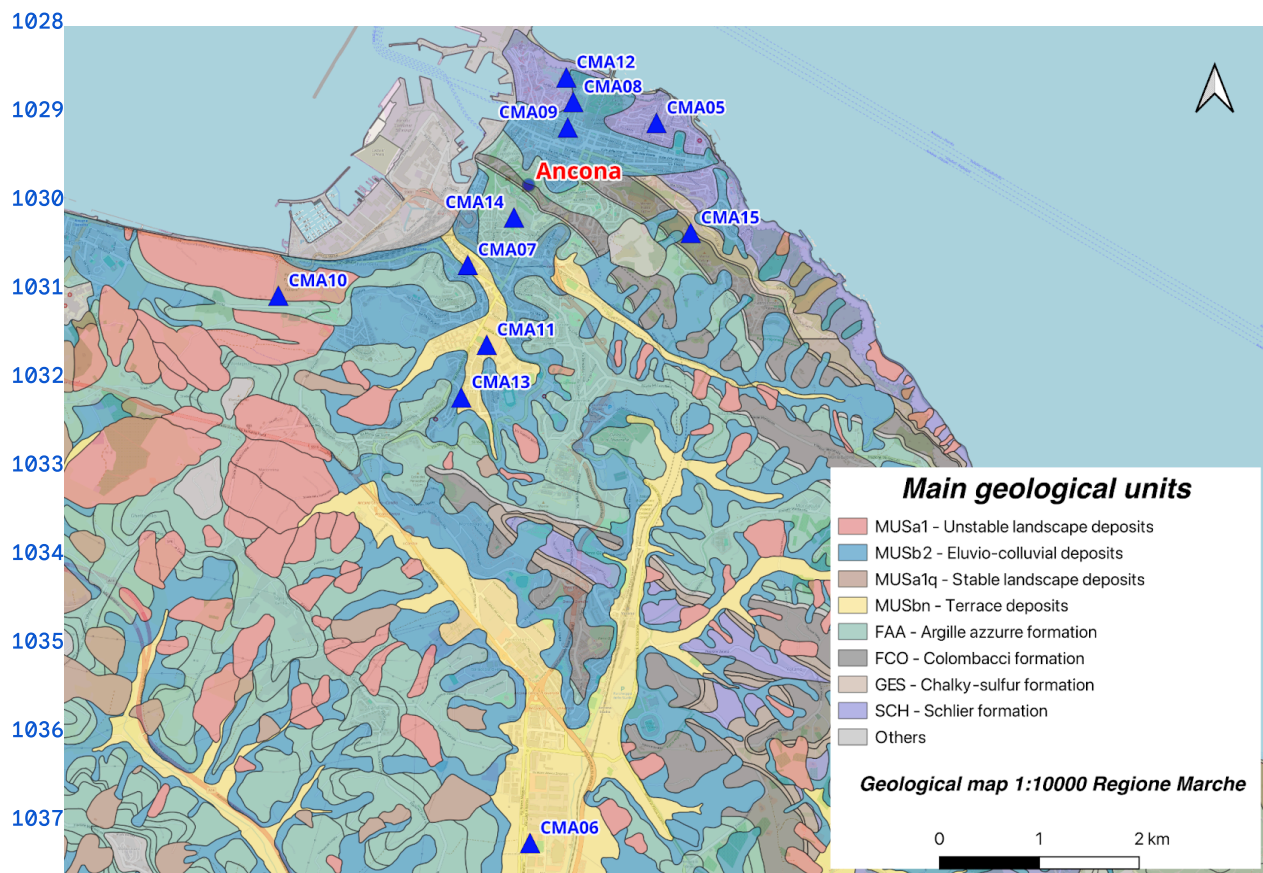 1028
CMA12
CMA08
1029
CMA09
CMA05
Ancona
1030
CMA14
CMA15
CMA07
1031
CMA10
CMA11
1032
CMA13
1033
Main geological units
MUSa1 - Unstable landscape deposits
1034
MUSb2 - Eluvio-colluvial deposits
MUSa1q - Stable landscape deposits
MUSbn - Terrace deposits
1035
FAA - Argille azzurre formation
FCO - Colombacci formation
GES - Chalky-sulfur formation
SCH - Schlier formation
1036
Others
Geological map 1:10000 Regione Marche
1037
CMA06
0 1 2 km